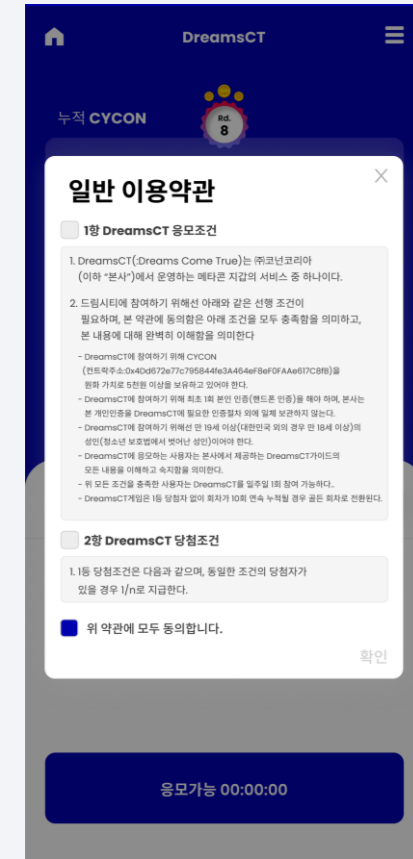 DreamsCT
누적 CYCON
Rd.
8
일반 이용약관
1항 DreamsCT 응모조건
1. DreamsCT(:Dreams Come True)는 ㈜코넌코리아
(이하 “본사”)에서 운영하는 메타콘 지갑의 서비스 중 하나이다.
2. 드림시티에 참여하기 위해선 아래와 같은 선행 조건이
필요하며, 본 약관에 동의함은 아래 조건을 모두 충족함을 의미하고,
본 내용에 대해 완벽히 이해함을 의미한다
- DreamsCT에 참여하기 위해 CYCON
(컨트락주소:0x4Dd672e77c795844fe3A464eF8eF0FAAe617C8fB)을
원화 가치로 5천원 이상을 보유하고 있어야 한다.
- DreamsCT에 참여하기 위해 최초 1회 본인 인증(핸드폰 인증)을 해야 하며, 본사는
본 개인인증을 DreamsCT에 필요한 인증절차 외에 일체 보관하지 않는다.
- DreamsCT에 참여하기 위해선 만 19세 이상(대한민국 외의 경우 만 18세 이상)의
성인(청소년 보호법에서 벗어난 성인)이어야 한다.
- DreamsCT에 응모하는 사용자는 본사에서 제공하는 DreamsCT가이드의
모든 내용을 이해하고 숙지함을 의미한다.
- 위 모든 조건을 충족한 사용자는 DreamsCT를 일주일 1회 참여 가능하다..
- DreamsCT게임은 1등 당첨자 없이 회차가 10회 연속 누적될 경우 골든 회차로 전환된다.
2항 DreamsCT 당첨조건
1. 1등 당첨조건은 다음과 같으며, 동일한 조건의 당첨자가
있을 경우 1/n로 지급한다.
위 약관에 모두 동의합니다.
확인
응모가능 00:00:00